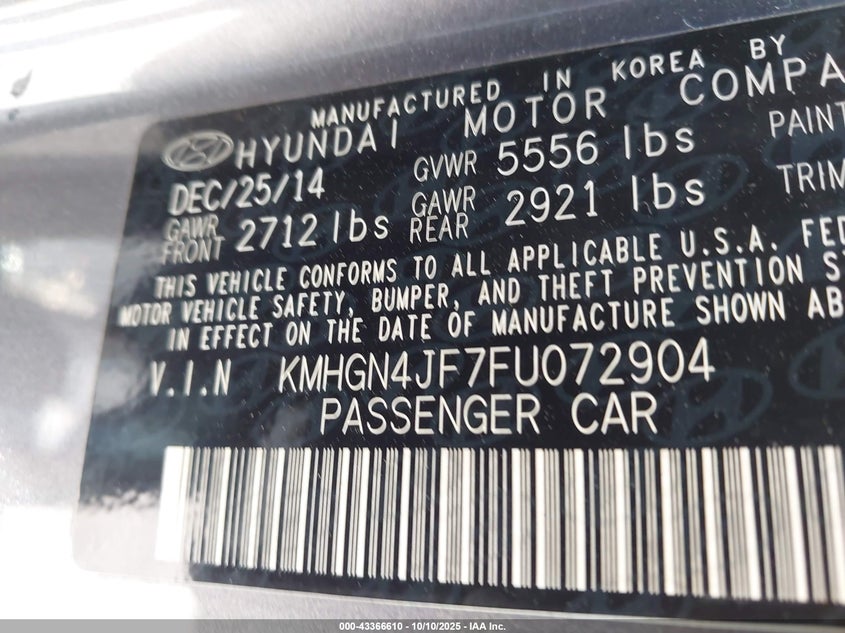 MANUFACTURED IN KOREA BY
HYUNDAI MOTOR COMPA
DEC/25/14 GVWR 5556 lbs PAINT
GAWR FRONT 2712 lbs GAWR REAR 2921 lbs TRIM
THIS VEHICLE CONFORMS TO ALL APPLICABLE U.S.A. FED
MOTOR VEHICLE SAFETY, BUMPER, AND THEFT PREVENTION ST
IN EFFECT ON THE DATE OF MANUFACTURE SHOWN AB
V.I.N KMHGN4JF7FU072904
PASSENGER CAR
000-43366610 - 10/10/2025 - IAA Inc.